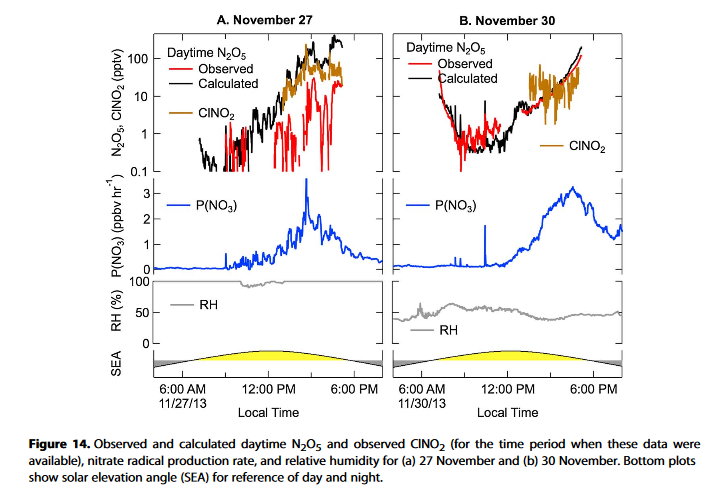 A. November 27
B. November 30
N₂O₅, ClNO₂ (pptv)
100
10
1
0.1
Daytime N₂O₅
Observed
Calculated
ClNO₂
Daytime N₂O₅
Observed
Calculated
ClNO₂
P(NO₃) (ppbv hr⁻¹)
3
2
1
0
P(NO₃)
P(NO₃)
RH (%)
100
50
0
RH
RH
SEA
6:00 AM
12:00 PM
6:00 PM
11/27/13
Local Time
6:00 AM
12:00 PM
6:00 PM
11/30/13
Local Time
Figure 14. Observed and calculated daytime N₂O₅ and observed ClNO₂ (for the time period when these data were
available), nitrate radical production rate, and relative humidity for (a) 27 November and (b) 30 November. Bottom plots
show solar elevation angle (SEA) for reference of day and night.